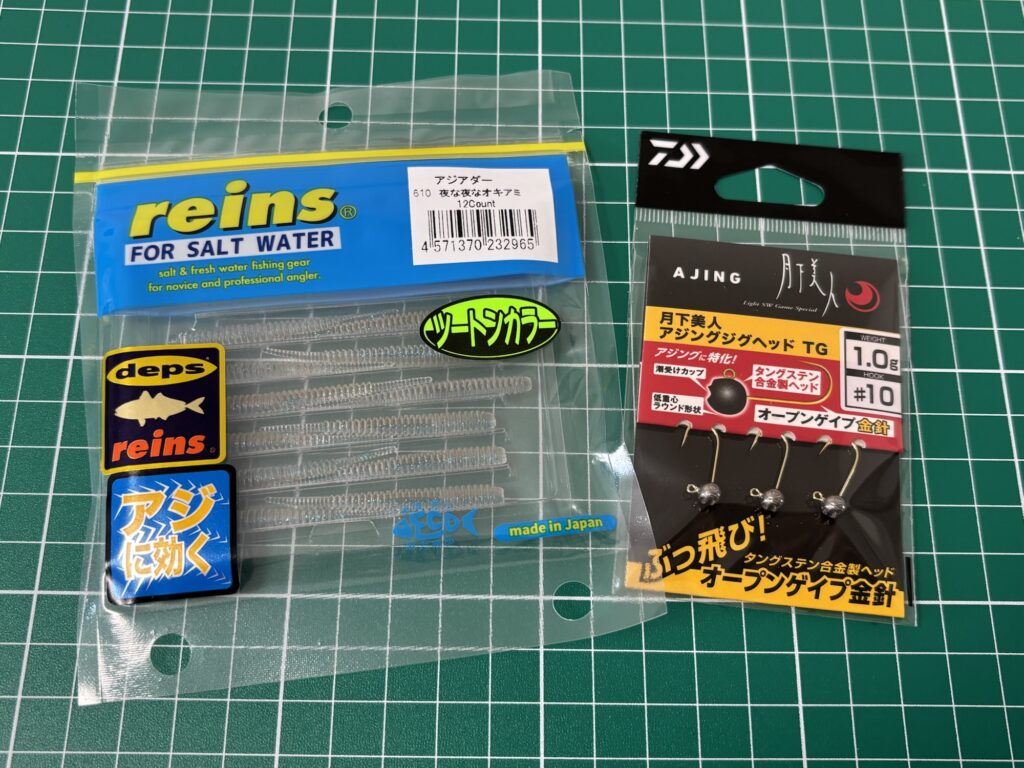 reins®
FOR SALT WATER
salt & fresh water fishing gear
for novice and professional angler.
アジアダー
610 夜な夜なオキアミ
12Count
4 571370 232965
ツートンカラー
deps
reins
アジ
に効く
made in Japan
AJING
月下美人
Light SW Game Special
月下美人
アジングジグヘッド TG
WEIGHT
1.0g
HOOK
#10
アジングに特化!
潮受けカップ
タングステン
合金製ヘッド
低重心
ラウンド形状
オープンゲイプ金針
ぶっ飛び!
タングステン合金製ヘッド
オープンゲイプ金針